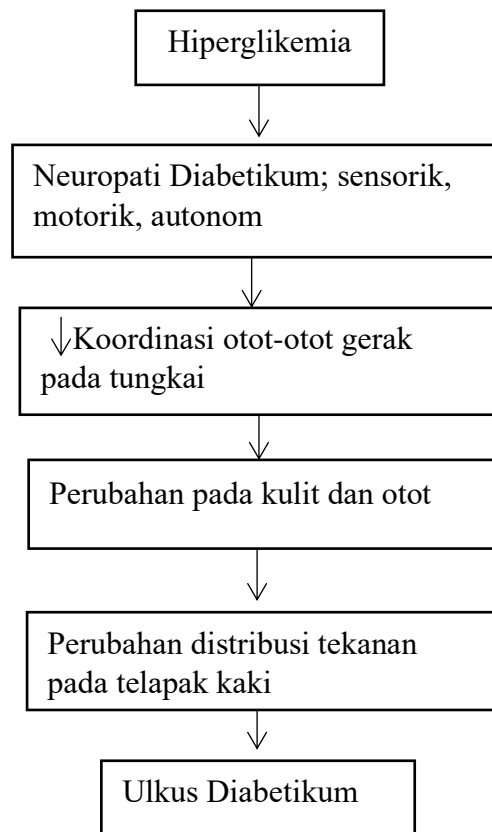 Hiperglikemia
Neuropati Diabetikum; sensorik,
motorik, autonom
↓Koordinasi otot-otot gerak
pada tungkai
Perubahan pada kulit dan otot
Perubahan distribusi tekanan
pada telapak kaki
Ulkus Diabetikum